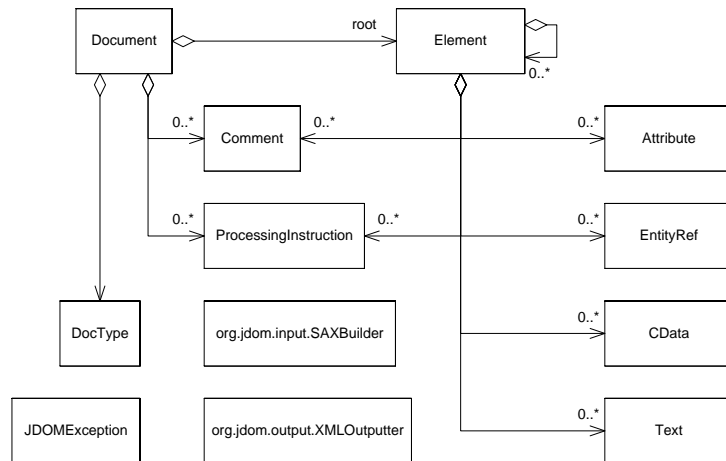 root
Document
Element
0..*
0..*
0..*
0..*
Comment
Attribute
0..*
0..*
0..*
ProcessingInstruction
EntityRef
0..*
DocType
org.jdom.input.SAXBuilder
CData
0..*
JDOMException
org.jdom.output.XMLOutputter
Text